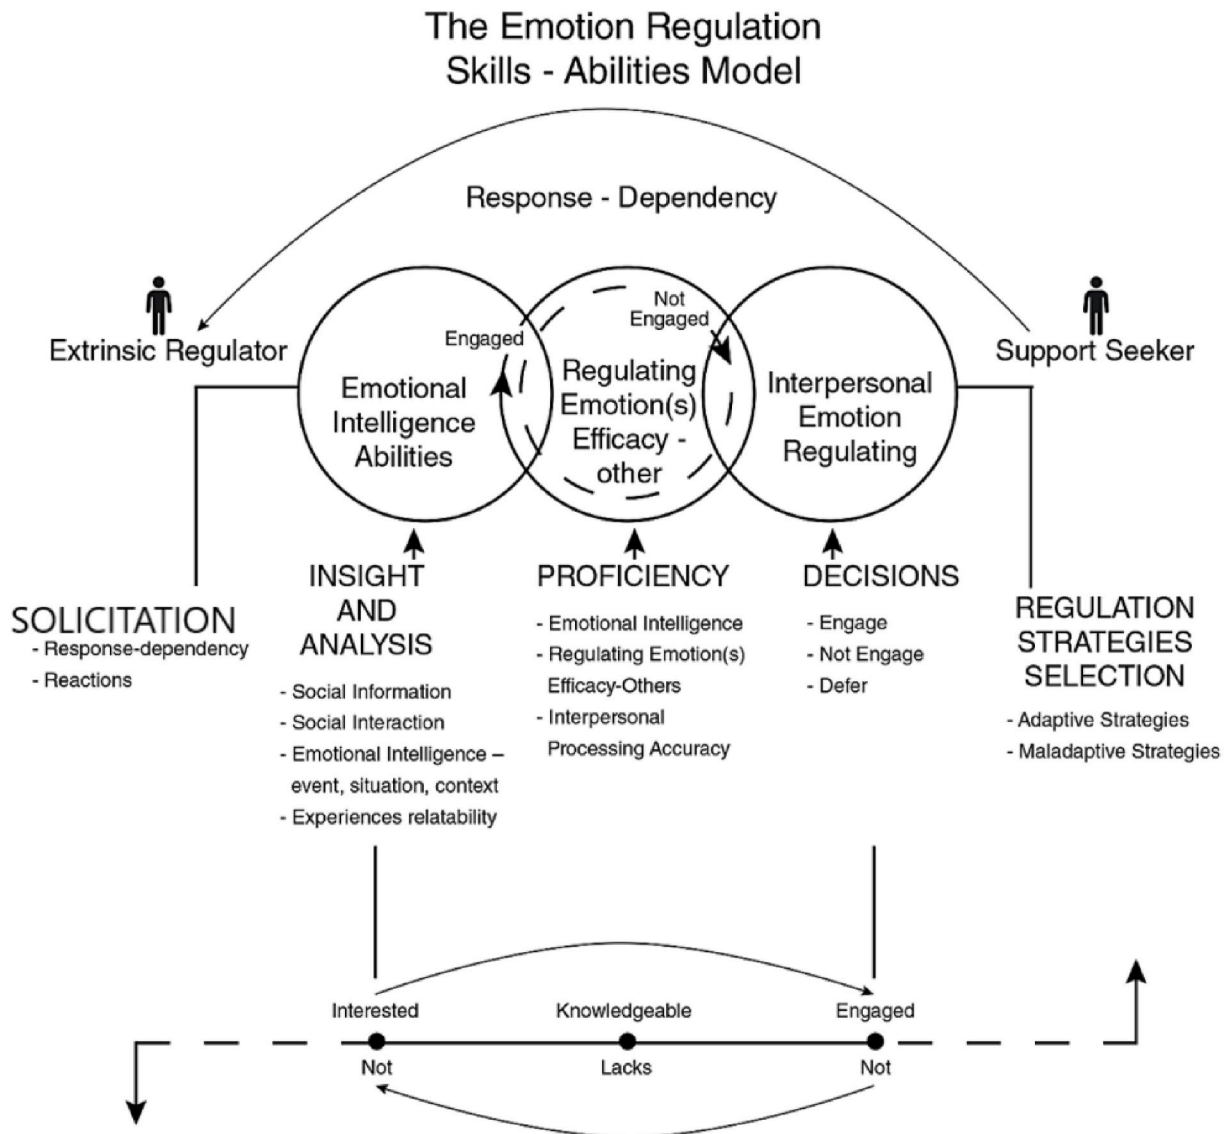 The Emotion Regulation
Skills - Abilities Model
Response - Dependency
Extrinsic Regulator
Support Seeker
Engaged
Not
Engaged
Emotional
Intelligence
Abilities
Regulating
Emotion(s)
Efficacy -
other
Interpersonal
Emotion
Regulating
SOLICITATION
- Response-dependency
- Reactions
INSIGHT
AND
ANALYSIS
- Social Information
- Social Interaction
- Emotional Intelligence –
event, situation, context
- Experiences relatability
PROFICIENCY
- Emotional Intelligence
- Regulating Emotion(s)
Efficacy-Others
- Interpersonal
Processing Accuracy
DECISIONS
- Engage
- Not Engage
- Defer
REGULATION
STRATEGIES
SELECTION
- Adaptive Strategies
- Maladaptive Strategies
Interested
Knowledgeable
Engaged
Not
Lacks
Not